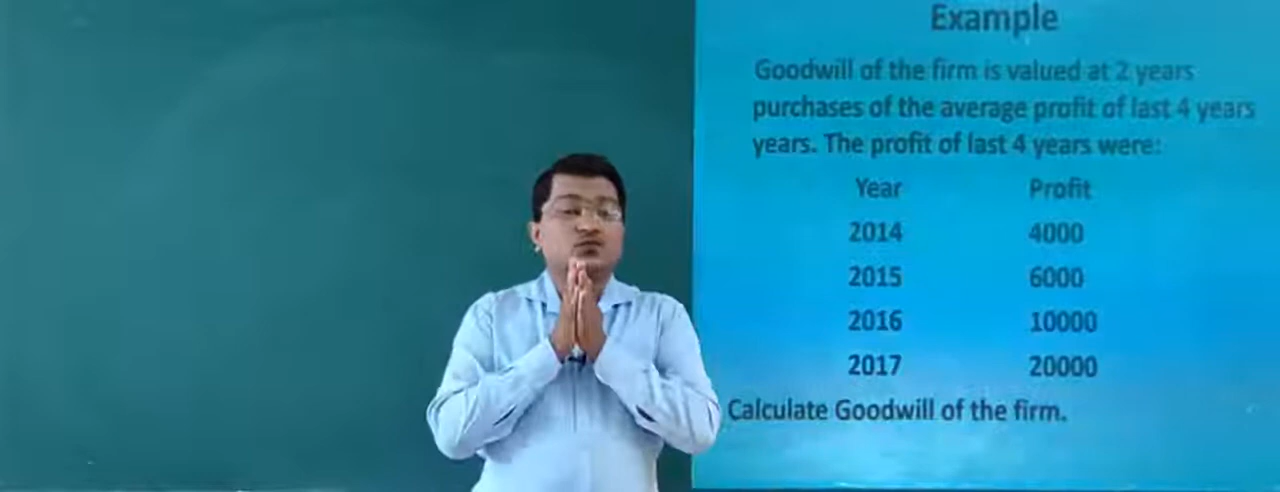 Example
Goodwill of the firm is valued at 2 years
purchases of the average profit of last 4 years
years. The profit of last 4 years were:
Year Profit
2014 4000
2015 6000
2016 10000
2017 20000
Calculate Goodwill of the firm.